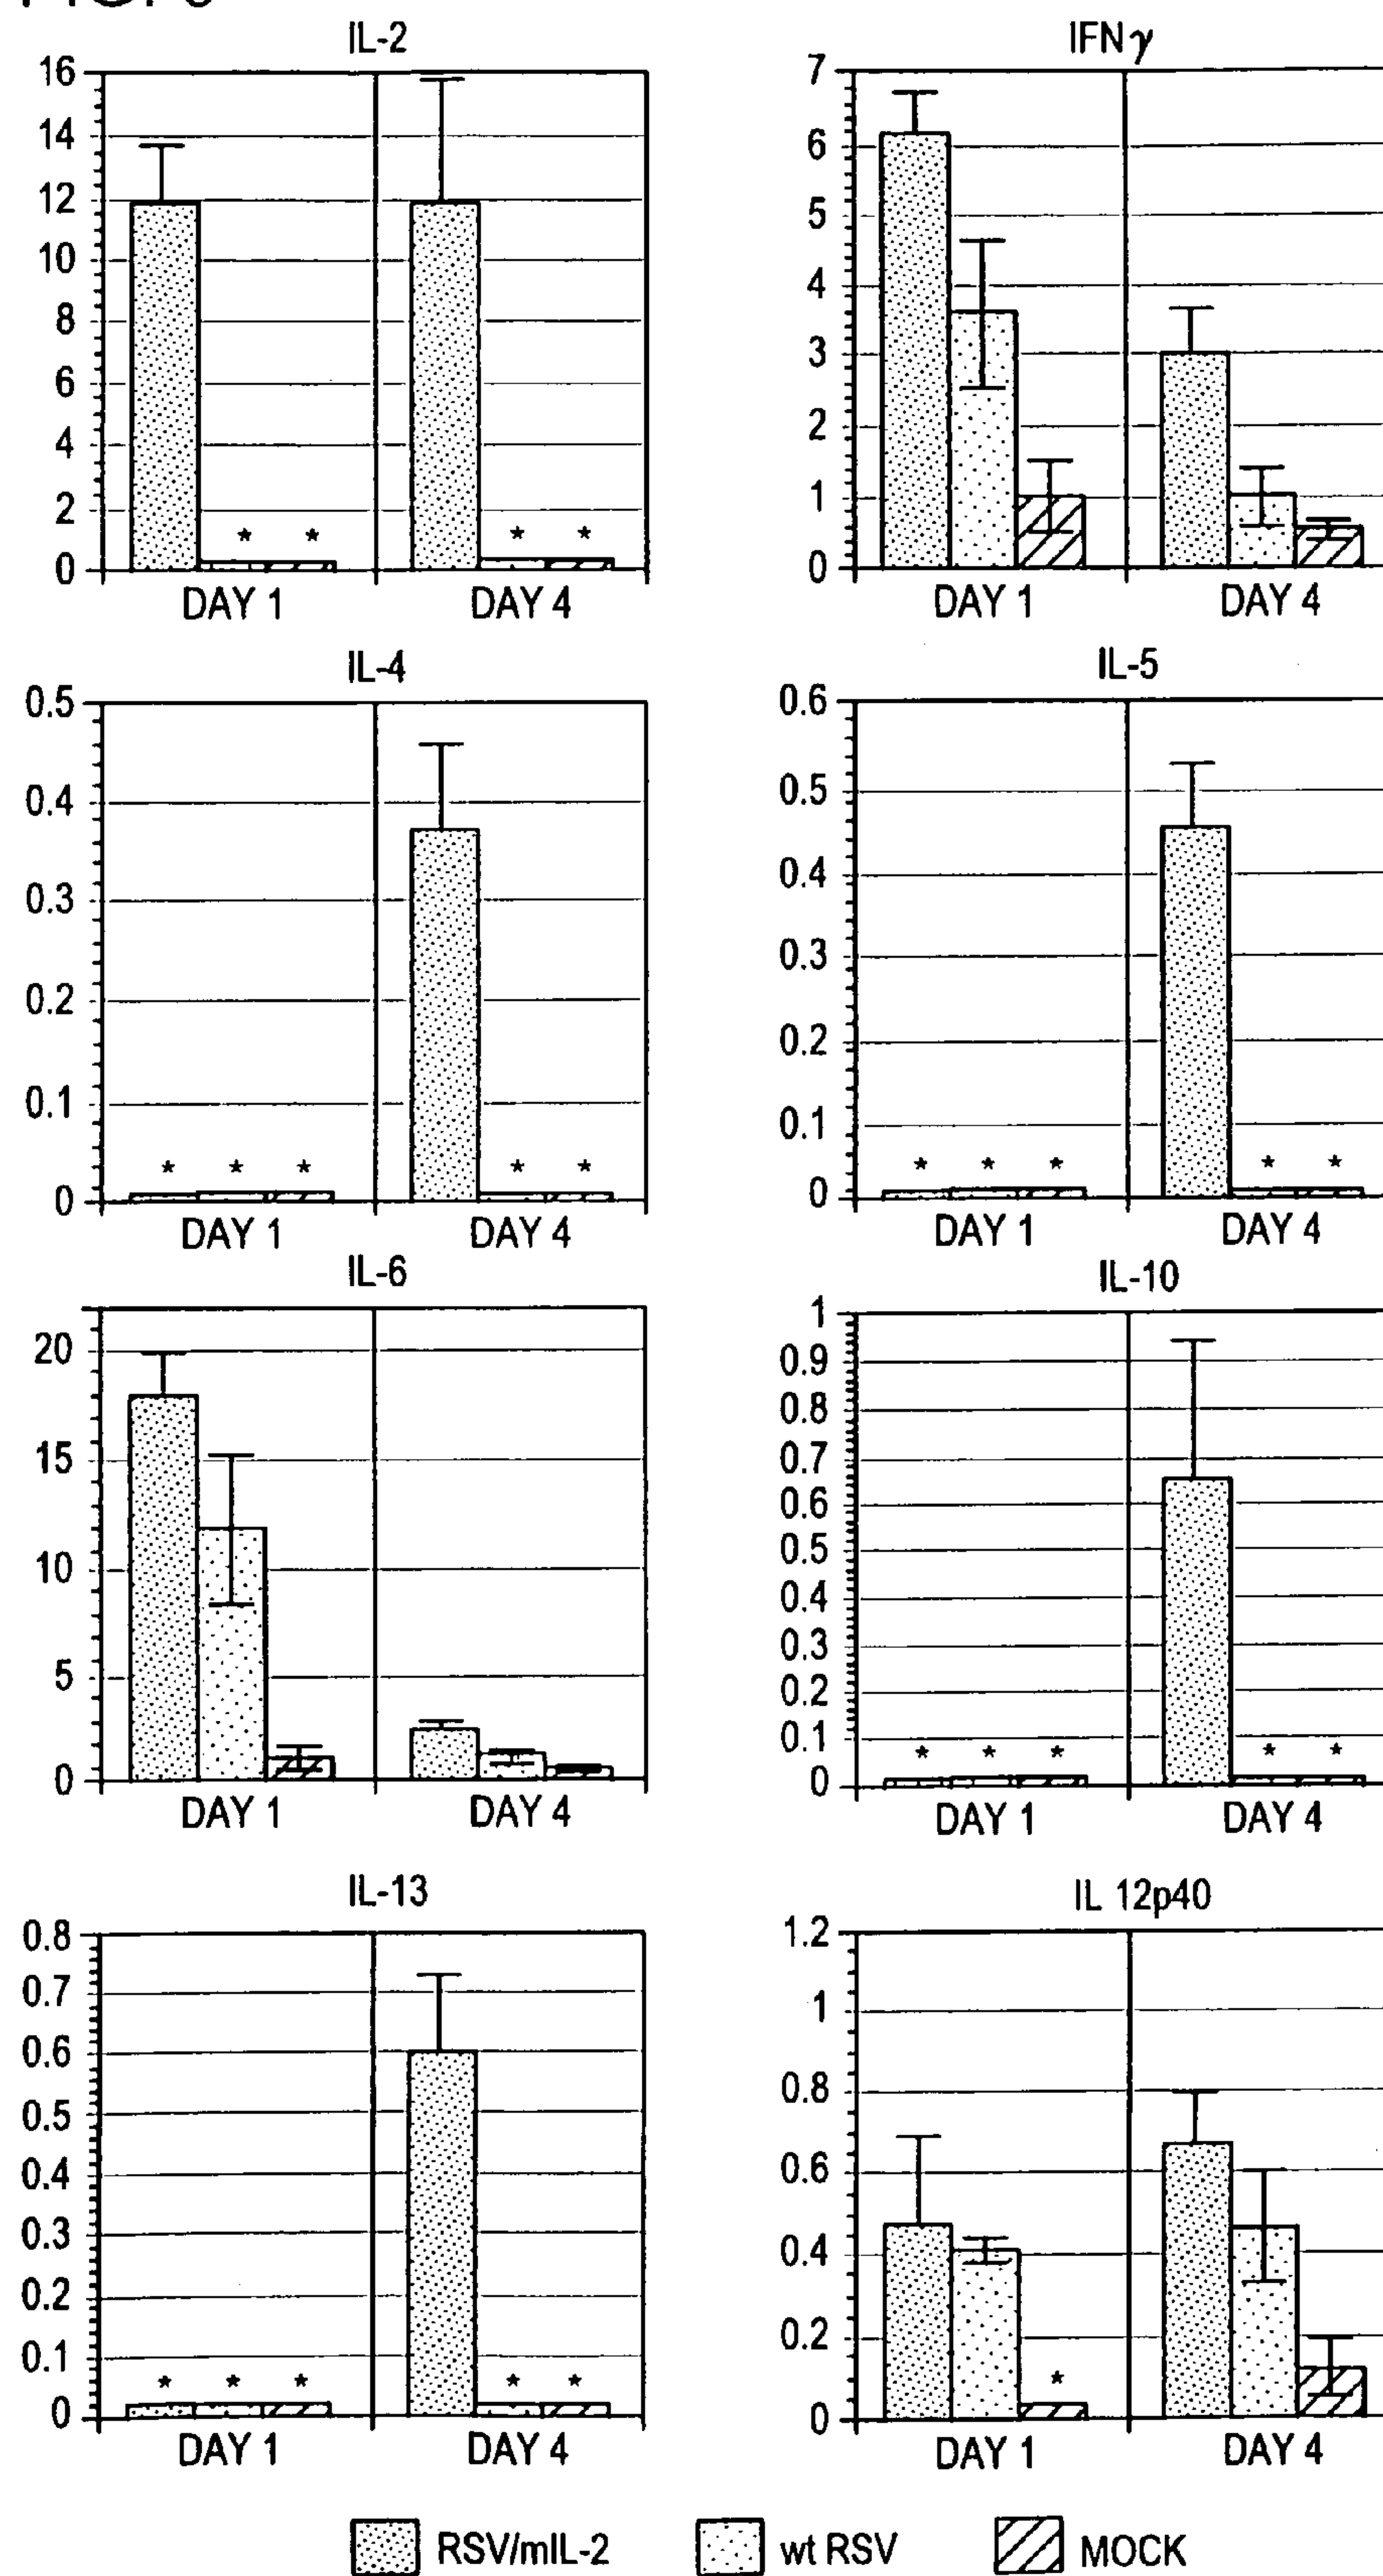 IL-2
16
14
12
10
8
6
4
2
0
* * * *
DAY 1 DAY 4
IFNγ
7
6
5
4
3
2
1
0
DAY 1 DAY 4
IL-4
0.5
0.4
0.3
0.2
0.1
0
* * * * *
DAY 1 DAY 4
IL-5
0.6
0.5
0.4
0.3
0.2
0.1
0
* * * * *
DAY 1 DAY 4
IL-6
20
15
10
5
0
DAY 1 DAY 4
IL-10
1
0.9
0.8
0.7
0.6
0.5
0.4
0.3
0.2
0.1
0
* * * * *
DAY 1 DAY 4
IL-13
0.8
0.7
0.6
0.5
0.4
0.3
0.2
0.1
0
* * * * *
DAY 1 DAY 4
IL 12p40
1.2
1
0.8
0.6
0.4
0.2
0
*
DAY 1 DAY 4
RSV/mIL-2 wt RSV MOCK